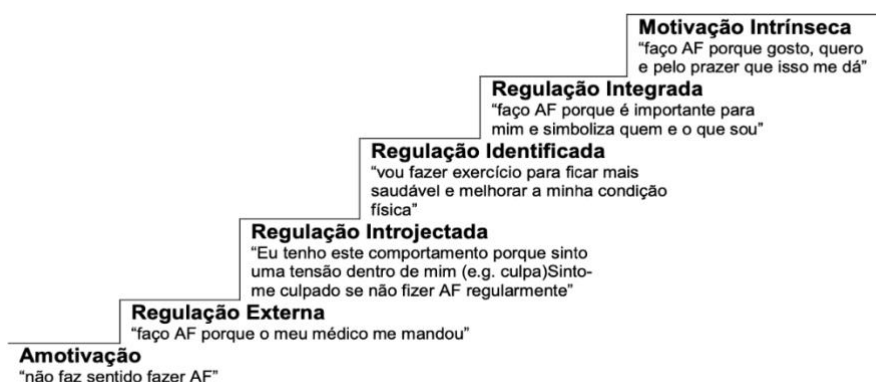 Motivação Intrínseca
“faço AF porque gosto, quero
e pelo prazer que isso me dá”
Regulação Integrada
“faço AF porque é importante para
mim e simboliza quem e o que sou”
Regulação Identificada
“vou fazer exercício para ficar mais
saudável e melhorar a minha condição
física”
Regulação Introjectada
“Eu tenho este comportamento porque sinto
uma tensão dentro de mim (e.g. culpa)Sinto-
me culpado se não fizer AF regularmente”
Regulação Externa
“faço AF porque o meu médico me mandou”
Amotivação
“não faz sentido fazer AF”